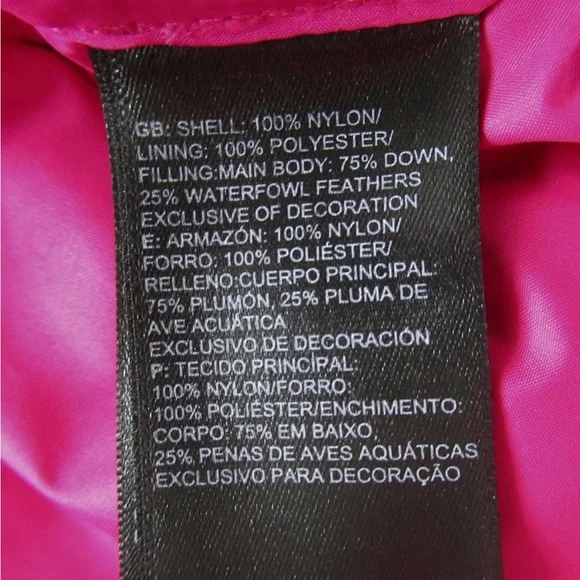 GB: SHELL: 100% NYLON/
LINING: 100% POLYESTER/
FILLING:MAIN BODY: 75% DOWN,
25% WATERFOWL FEATHERS
EXCLUSIVE OF DECORATION
E: ARMAZÓN: 100% NYLON/
FORRO: 100% POLIÉSTER/
RELLENO:CUERPO PRINCIPAL:
75% PLUMÓN, 25% PLUMA DE
AVE ACUÁTICA
EXCLUSIVO DE DECORACIÓN
P: TECIDO PRINCIPAL:
100% NYLON/FORRO:
100% POLIÉSTER/ENCHIMENTO:
CORPO: 75% EM BAIXO,
25% PENAS DE AVES AQUÁTICAS
EXCLUSIVO PARA DECORAÇÃO